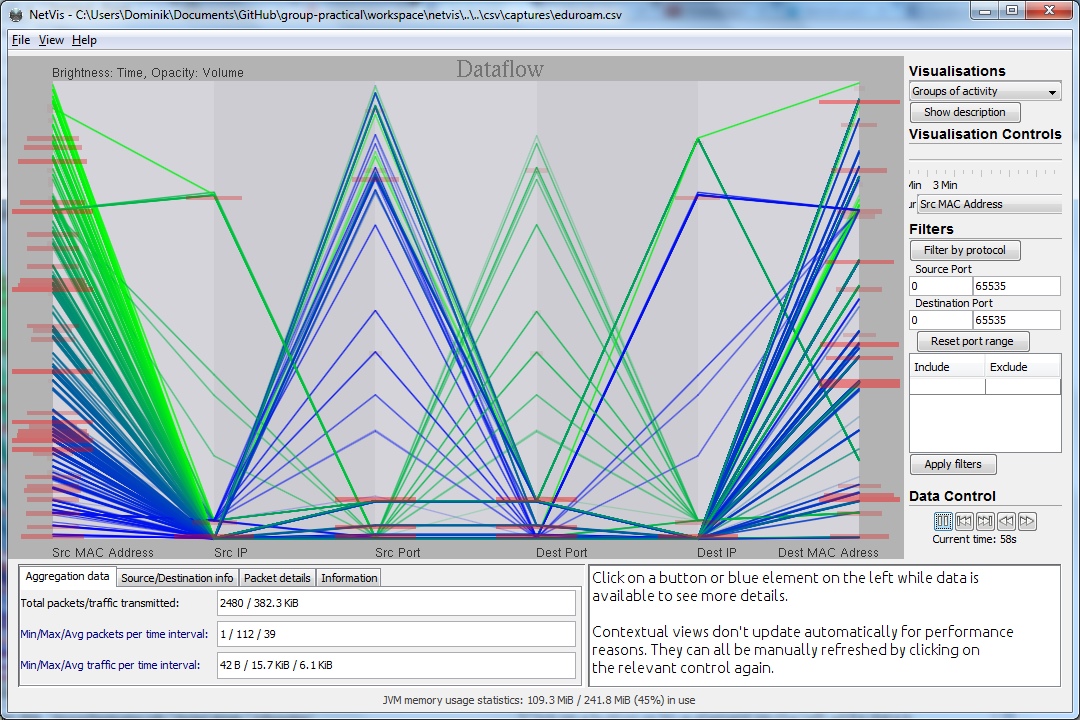 NetVis - C:\Users\Dominik\Documents\GitHub\group-practical\workspace\netvis\..\..\csv\captures\eduroam.csv
File View Help
Brightness: Time, Opacity: Volume
Dataflow
Src MAC Address Src IP Src Port Dest Port Dest IP Dest MAC Adress
Visualisations
Groups of activity
Show description
Visualisation Controls
Min 3 Min
Src MAC Address
Filters
Filter by protocol
Source Port
0 65535
Destination Port
0 65535
Reset port range
Include Exclude
Apply filters
Data Control
Current time: 58s
Aggregation data Source/Destination info Packet details Information
Total packets/traffic transmitted: 2480 / 382.3 KiB
Min/Max/Avg packets per time interval: 1 / 112 / 39
Min/Max/Avg traffic per time interval: 42 B / 15.7 KiB / 6.1 KiB
Click on a button or blue element on the left while data is
available to see more details.
Contextual views don't update automatically for performance
reasons. They can all be manually refreshed by clicking on
the relevant control again.
JVM memory usage statistics: 109.3 MiB / 241.8 MiB (45%) in use